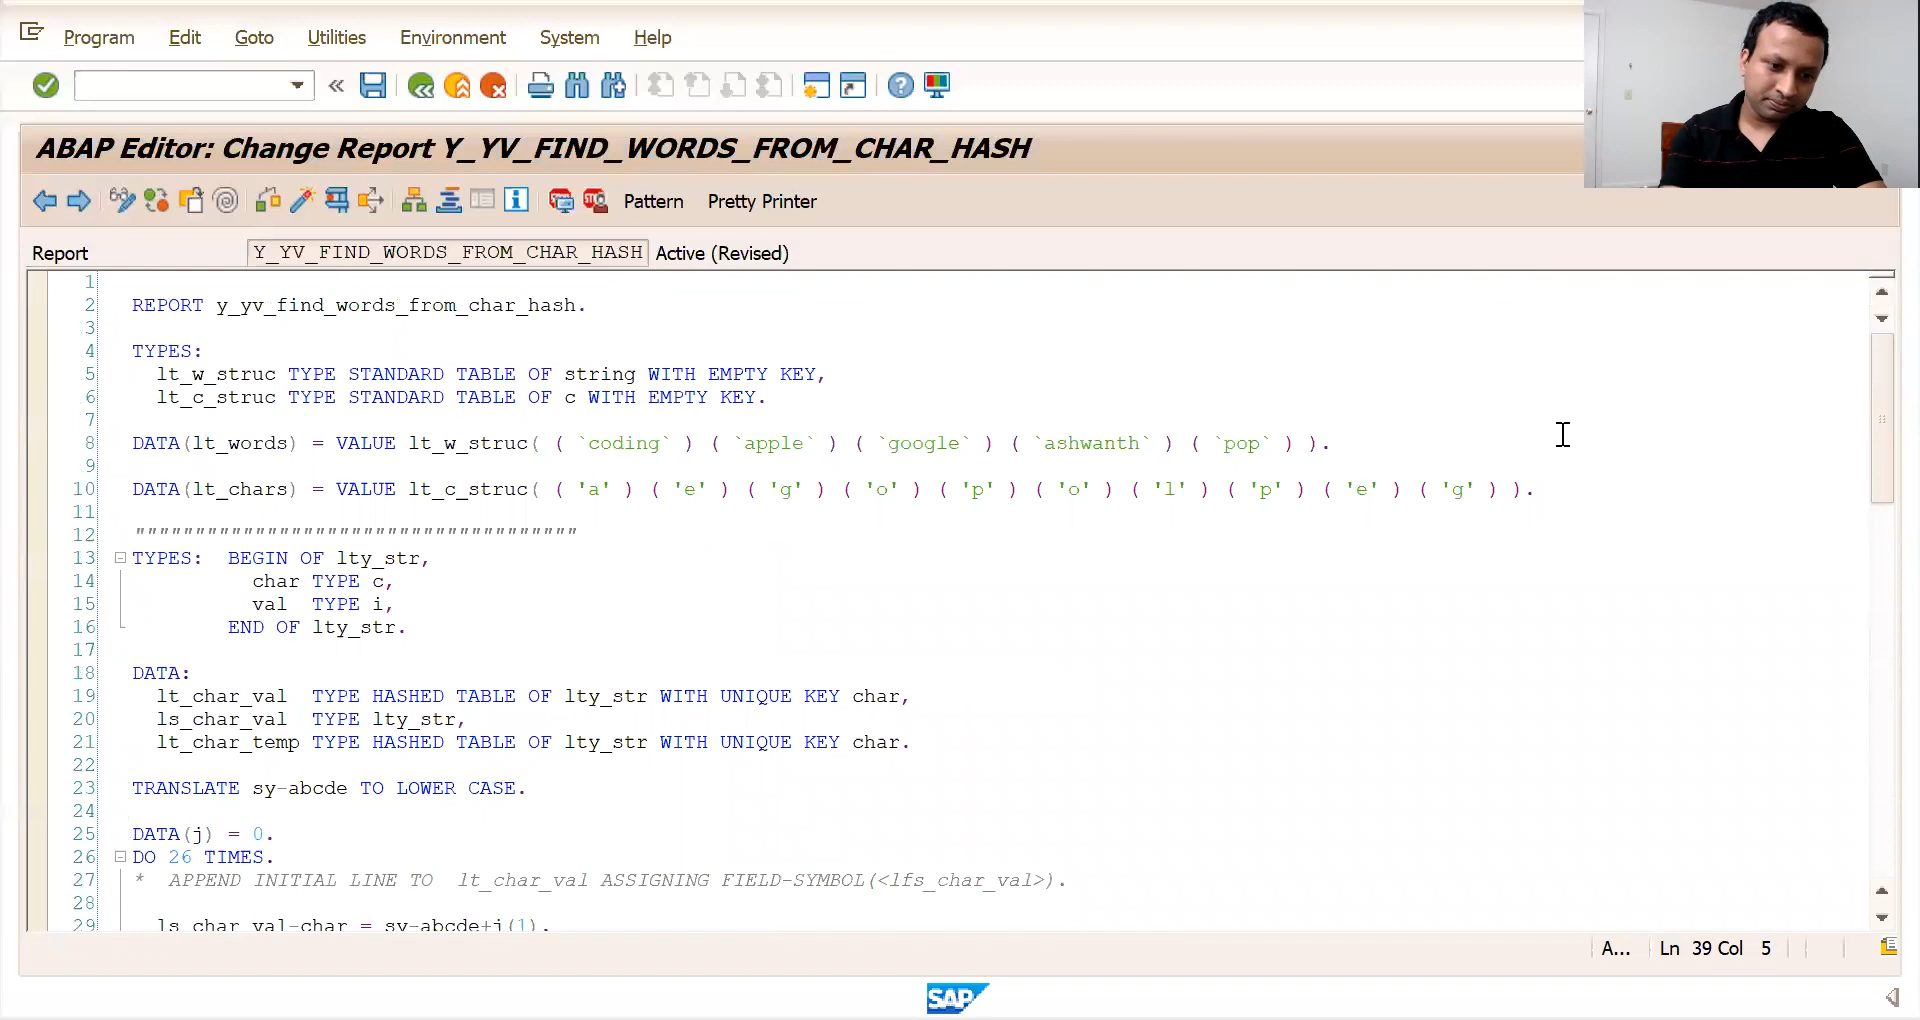 Program Edit Goto Utilities Environment System Help
ABAP Editor: Change Report Y_YV_FIND_WORDS_FROM_CHAR_HASH
Pattern Pretty Printer
Report Y_YV_FIND_WORDS_FROM_CHAR_HASH Active (Revised)
1
2 REPORT y_yv_find_words_from_char_hash.
3
4 TYPES:
5 lt_w_struc TYPE STANDARD TABLE OF string WITH EMPTY KEY,
6 lt_c_struc TYPE STANDARD TABLE OF c WITH EMPTY KEY.
7
8 DATA(lt_words) = VALUE lt_w_struc( ( `coding` ) ( `apple` ) ( `google` ) ( `ashwanth` ) ( `pop` ) ).
9
10 DATA(lt_chars) = VALUE lt_c_struc( ( 'a' ) ( 'e' ) ( 'g' ) ( 'o' ) ( 'p' ) ( 'o' ) ( 'l' ) ( 'p' ) ( 'e' ) ( 'g' ) ).
11
12 """""""""""""""""""""""""""""""""""""
13 TYPES: BEGIN OF lty_str,
14 char TYPE c,
15 val TYPE i,
16 END OF lty_str.
17
18 DATA:
19 lt_char_val TYPE HASHED TABLE OF lty_str WITH UNIQUE KEY char,
20 ls_char_val TYPE lty_str,
21 lt_char_temp TYPE HASHED TABLE OF lty_str WITH UNIQUE KEY char.
22
23 TRANSLATE sy-abcde TO LOWER CASE.
24
25 DATA(j) = 0.
26 DO 26 TIMES.
27 * APPEND INITIAL LINE TO lt_char_val ASSIGNING FIELD-SYMBOL(<lfs_char_val>).
28
29 ls_char_val-char = sy-abcde+j(1).
A... Ln 39 Col 5
SAP